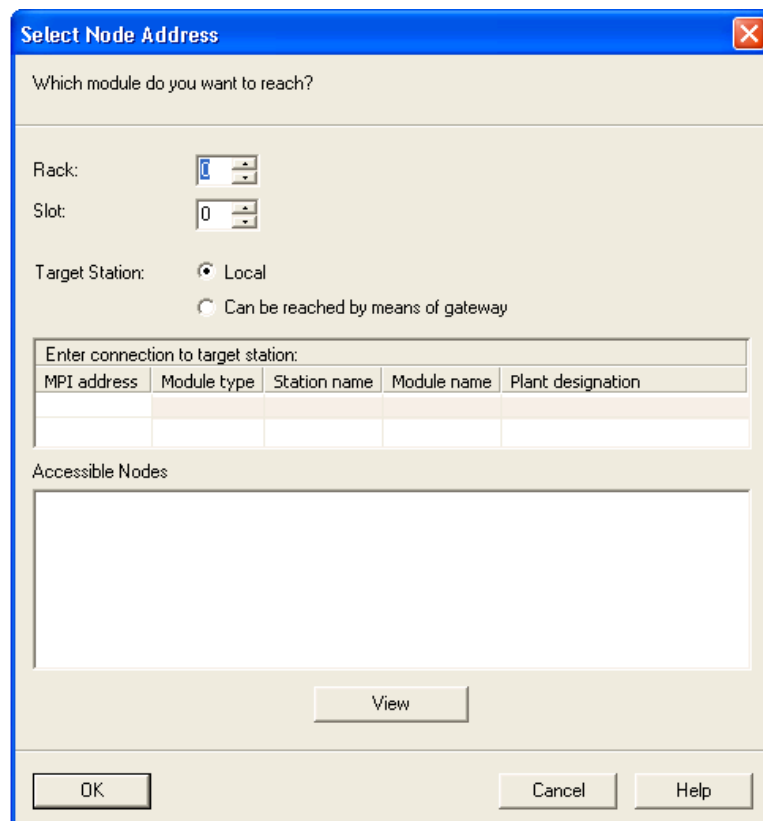 Select Node Address
Which module do you want to reach?
Rack: 0
Slot: 0
Target Station: Local
Can be reached by means of gateway
Enter connection to target station:
MPI address Module type Station name Module name Plant designation
Accessible Nodes
View
OK Cancel Help